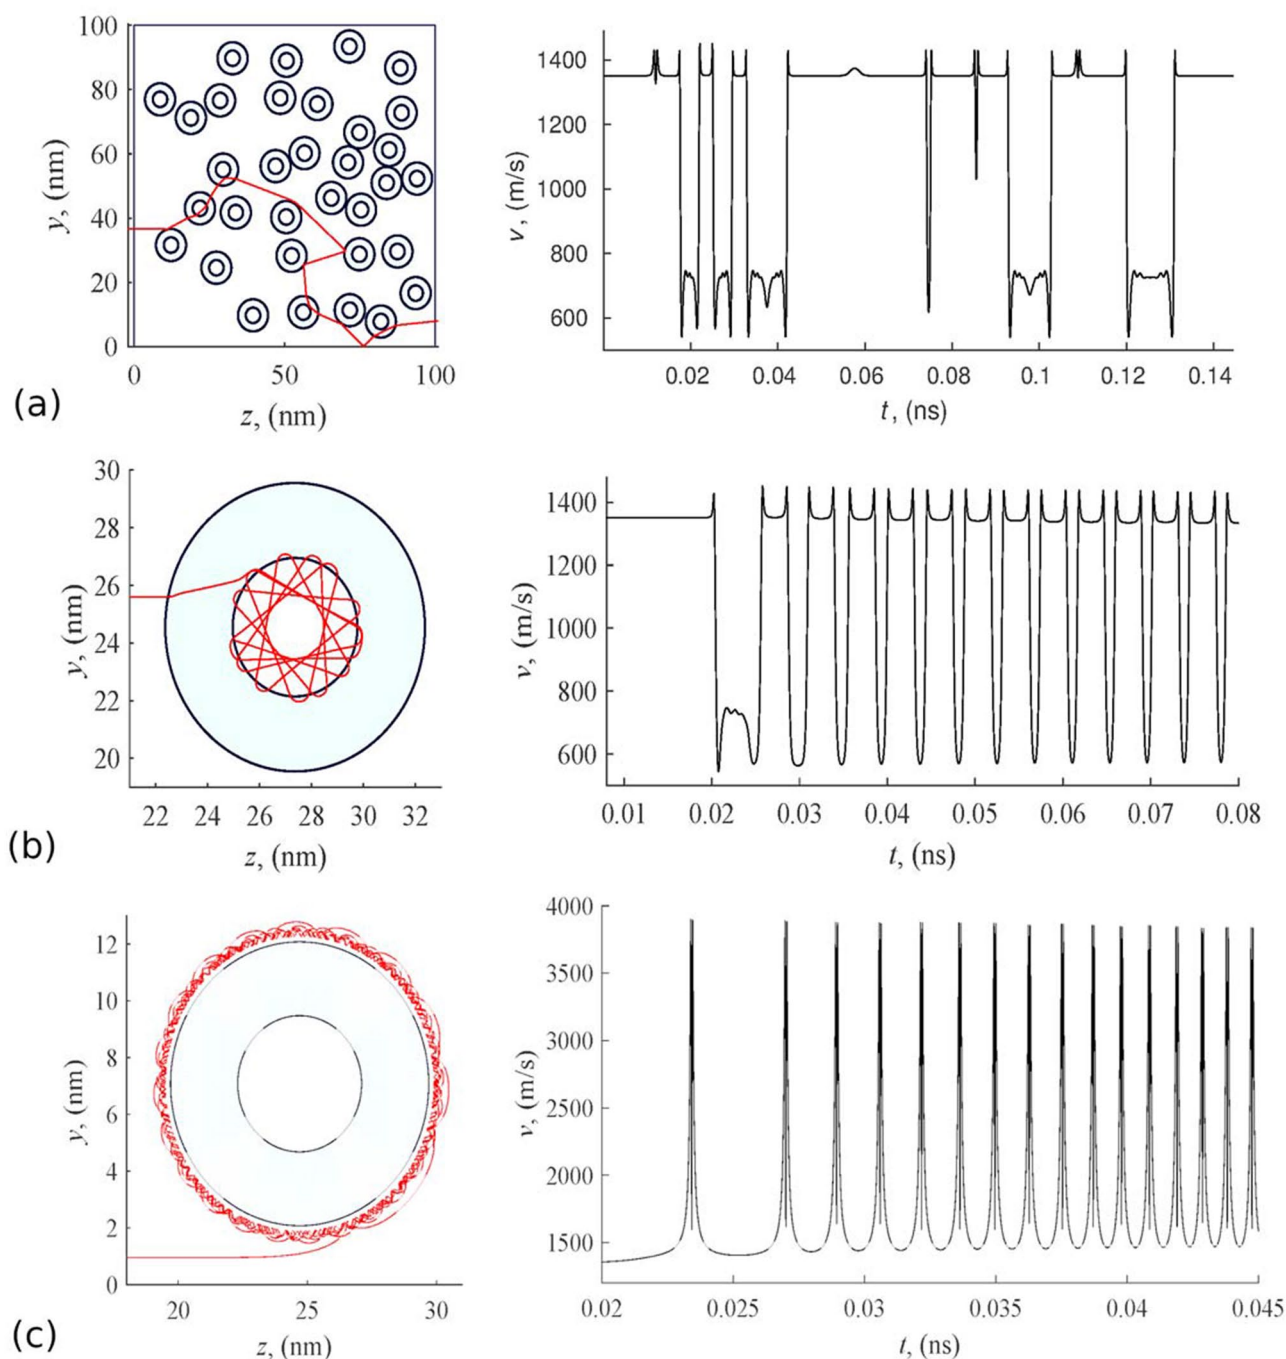 100
80
60
40
20
0
y, (nm)
0 50 100
z, (nm)
(a)
1400
1200
1000
800
600
v, (m/s)
0.02 0.04 0.06 0.08 0.1 0.12 0.14
t, (ns)
30
28
26
24
22
20
y, (nm)
22 24 26 28 30 32
z, (nm)
(b)
1400
1200
1000
800
600
v, (m/s)
0.01 0.02 0.03 0.04 0.05 0.06 0.07 0.08
t, (ns)
12
10
8
6
4
2
0
y, (nm)
20 25 30
z, (nm)
(c)
4000
3500
3000
2500
2000
1500
v, (m/s)
0.02 0.025 0.03 0.035 0.04 0.045
t, (ns)